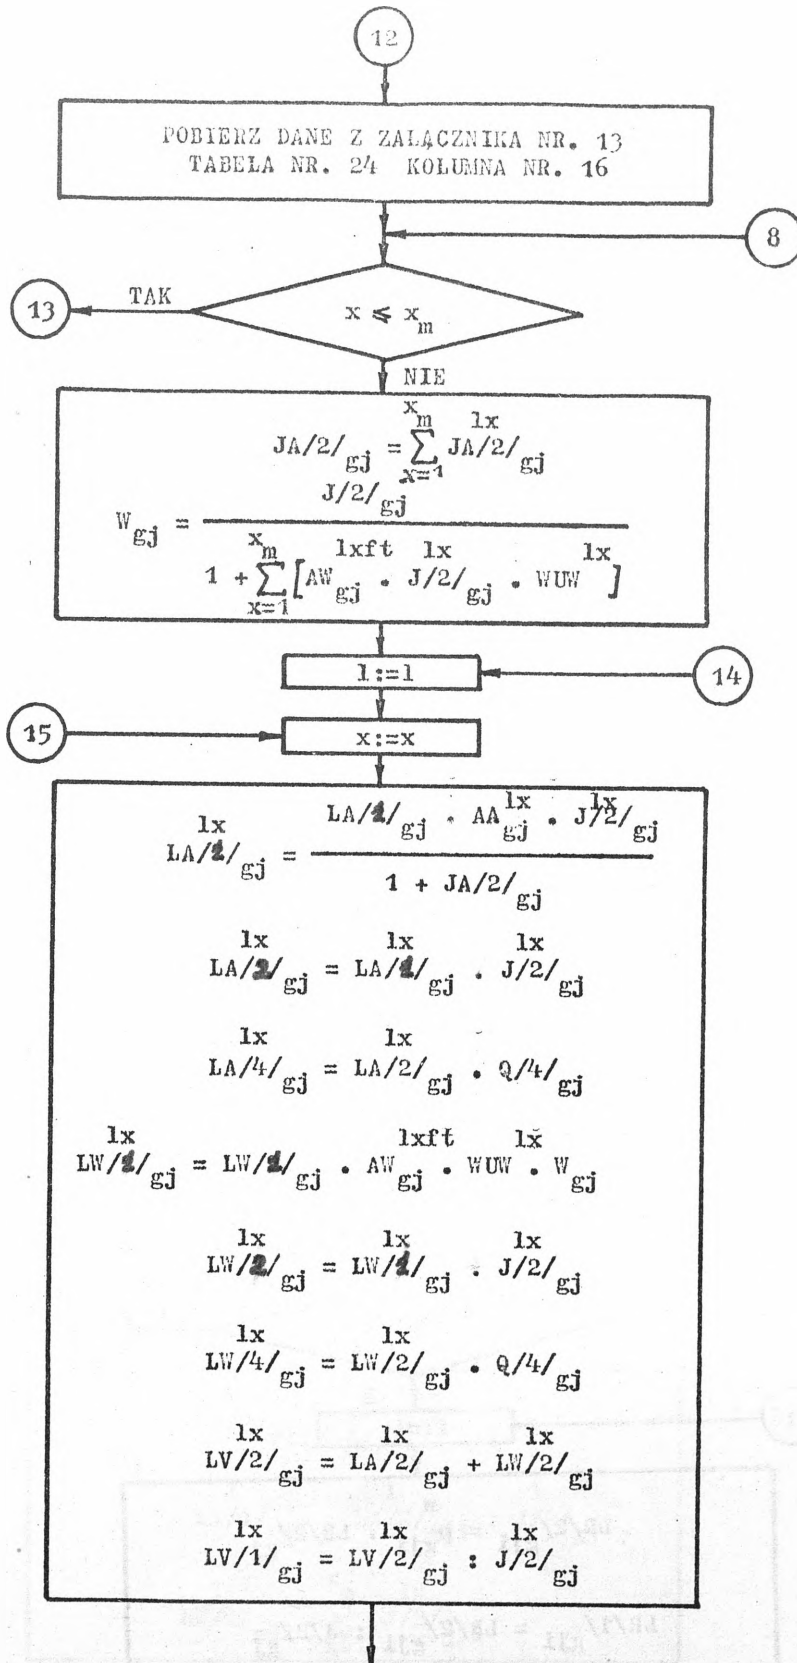 12
POBIERZ DANE Z ZALĄCZNIKA NR. 13
TABELA NR. 24 KOLUMNA NR. 16
8
13
TAK
x ⩽ x_m
NIE
JA/2/_gj = ∑_{x=1}^{x_m} JA/2/_gj^lx
W_gj = J/2/_gj / (1 + ∑_{x=1}^{x_m} [AW_gj^lxft . J/2/_gj^lx . WUW^lx])
l:=l
14
15
x:=x
LA/1/_gj^lx = (LA/1/_gj . AA_gj^lx . J/2/_gj^lx) / (1 + JA/2/_gj)
LA/2/_gj^lx = LA/1/_gj^lx . J/2/_gj^lx
LA/4/_gj^lx = LA/2/_gj^lx . Q/4/_gj
LW/1/_gj^lx = LW/1/_gj . AW_gj^lxft . WUW^lx . W_gj
LW/2/_gj^lx = LW/1/_gj^lx . J/2/_gj^lx
LW/4/_gj^lx = LW/2/_gj^lx . Q/4/_gj
LV/2/_gj^lx = LA/2/_gj^lx + LW/2/_gj^lx
LV/1/_gj^lx = LV/2/_gj^lx : J/2/_gj^lx